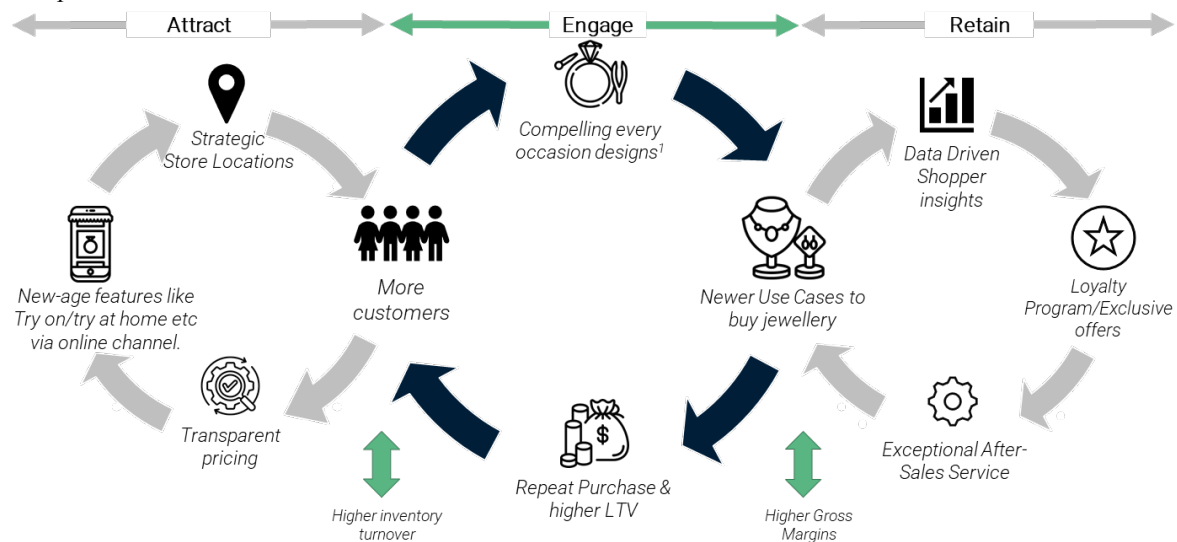 Attract
Engage
Retain
Strategic
Store Locations
Compelling every
occasion designs¹
Data Driven
Shopper
insights
More
customers
New-age features like
Try on/try at home etc
via online channel.
Newer Use Cases to
buy jewellery
Loyalty
Program/Exclusive
offers
Transparent
pricing
$
Repeat Purchase &
higher LTV
Exceptional After-
Sales Service
Higher inventory
turnover
Higher Gross
Margins